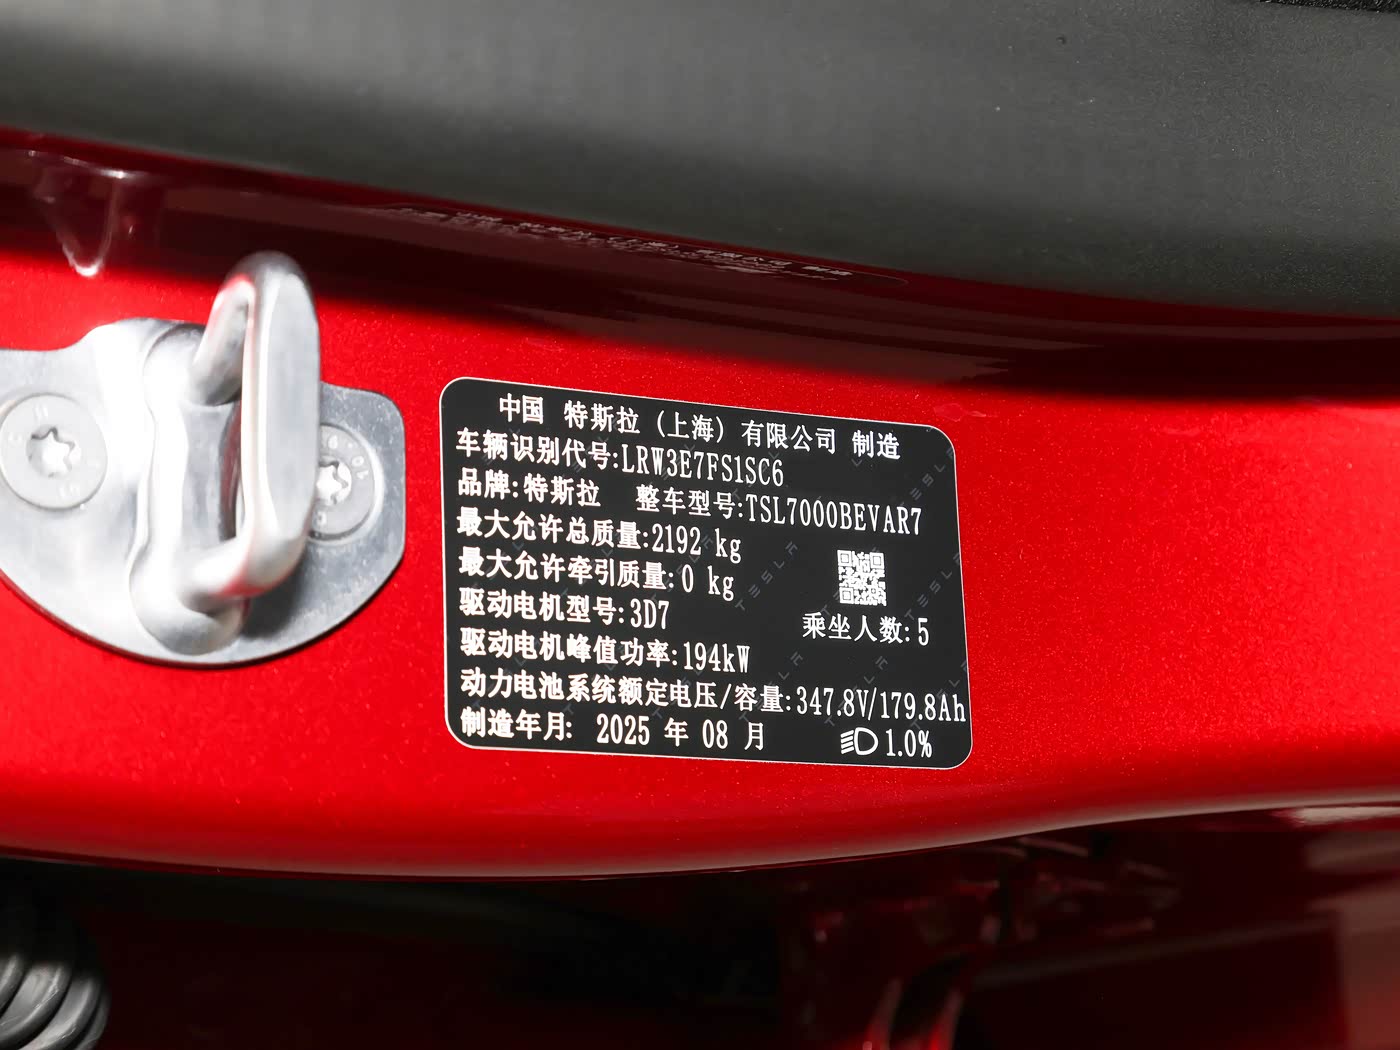 中国 特斯拉 (上海) 有限公司 制造
车辆识别代号:LRW3E7FS1SC6
品牌:特斯拉 整车型号:TSL7000BEVAR7
最大允许总质量:2192 kg
最大允许牵引质量:0 kg
驱动电机型号:3D7
乘坐人数:5
驱动电机峰值功率:194kW
动力电池系统额定电压/容量:347.8V/179.8Ah
制造年月: 2025 年 08 月 1.0%
TESLA